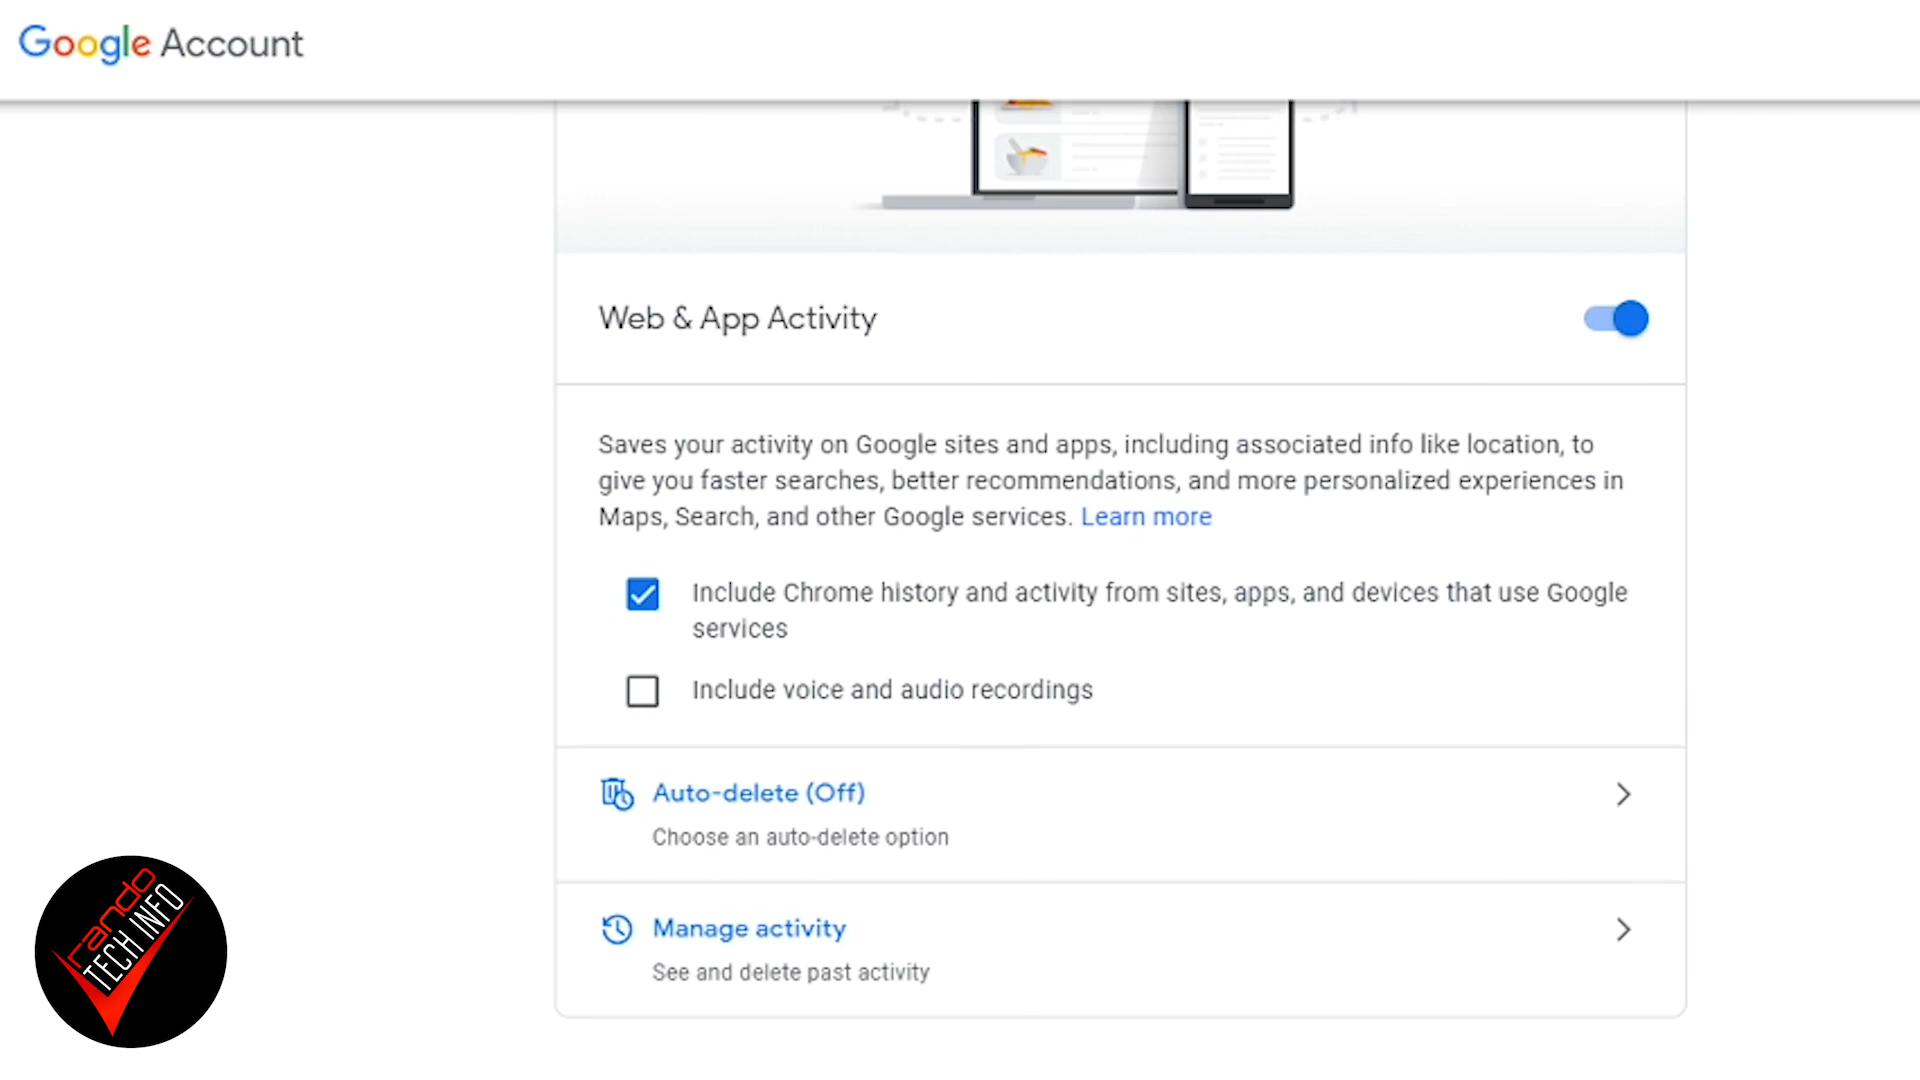 Google Account
Web & App Activity
Saves your activity on Google sites and apps, including associated info like location, to
give you faster searches, better recommendations, and more personalized experiences in
Maps, Search, and other Google services. Learn more
Include Chrome history and activity from sites, apps, and devices that use Google
services
Include voice and audio recordings
Auto-delete (Off)
Choose an auto-delete option
Manage activity
See and delete past activity
rando
TECH INFO